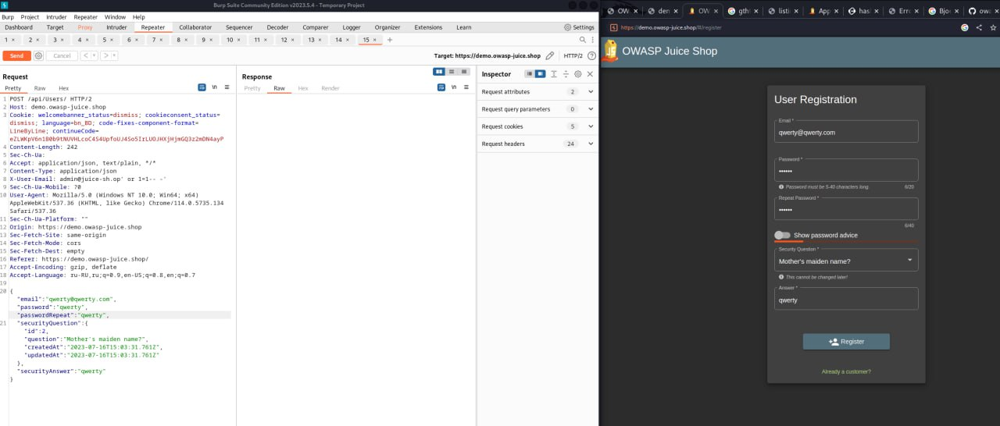 Burp Suite Community Edition v2023.5.4 - Temporary Project
Burp Project Intruder Repeater Window Help
Dashboard Target Proxy Intruder Repeater Collaborator Sequencer Decoder Comparer Logger Organizer Extensions Learn Settings
1 × 2 × 3 × 4 × 5 × 6 × 7 × 8 × 9 × 10 × 11 × 12 × 13 × 14 × 15 ×
Send Cancel < > Target: https://demo.owasp-juice.shop HTTP/2
Request
Pretty Raw Hex \n
1 POST /api/Users/ HTTP/2
2 Host: demo.owasp-juice.shop
3 Cookie: welcomebanner_status=dismiss; cookieconsent_status=
dismiss; language=bn_BD; code-fixes-component-format=
LineByLine; continueCode=
4 Content-Length: 242
5 Sec-Ch-Ua:
6 Accept: application/json, text/plain, */*
7 Content-Type: application/json
8 X-User-Email: admin@juice-sh.op' or 1=1-- -'
9 Sec-Ch-Ua-Mobile: ?0
10 User-Agent: Mozilla/5.0 (Windows NT 10.0; Win64; x64)
AppleWebKit/537.36 (KHTML, like Gecko) Chrome/114.0.5735.134
Safari/537.36
11 Sec-Ch-Ua-Platform: ""
12 Origin: https://demo.owasp-juice.shop
13 Sec-Fetch-Site: same-origin
14 Sec-Fetch-Mode: cors
15 Sec-Fetch-Dest: empty
16 Referer: https://demo.owasp-juice.shop/
17 Accept-Encoding: gzip, deflate
18 Accept-Language: ru-RU,ru;q=0.9,en-US;q=0.8,en;q=0.7
19
20 {
"email":"qwerty@qwerty.com",
"password":"qwerty",
"passwordRepeat":"qwerty",
21 "securityQuestion":{
"id":2,
"question":"Mother's maiden name?",
"createdAt":"2023-07-16T15:03:31.761Z",
"updatedAt":"2023-07-16T15:03:31.761Z"
},
"securityAnswer":"qwerty"
}
Response
Pretty Raw Hex Render \n
Inspector
Request attributes 2
Request query parameters 0
Request cookies 5
Request headers 24
OW × den × OW × gth × listi × App × has × Erro × Bjo × owa
https://demo.owasp-juice.shop/#/register
OWASP Juice Shop
User Registration
Email *
qwerty@qwerty.com
Password *
••••••
Password must be 5-40 characters long. 6/20
Repeat Password *
••••••
6/40
Show password advice
Security Question *
Mother's maiden name?
This cannot be changed later!
Answer *
qwerty
Register
Already a customer?